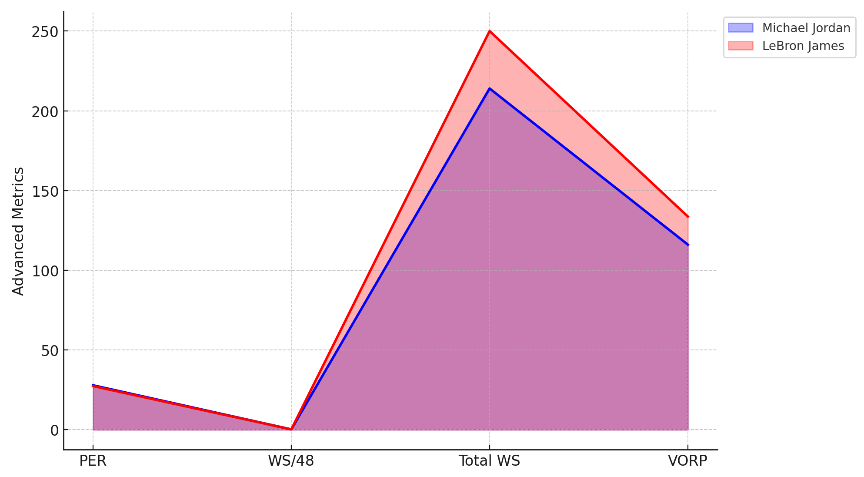 Michael Jordan
LeBron James
Advanced Metrics
250
200
150
100
50
0
PER
WS/48
Total WS
VORP